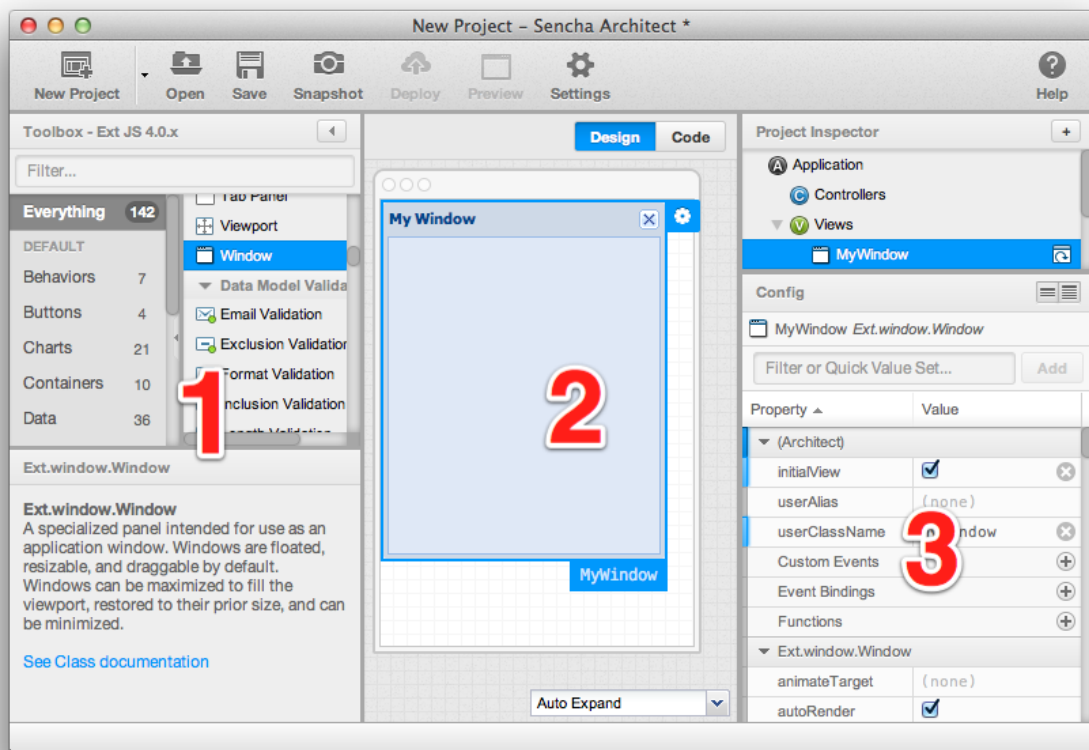 New Project – Sencha Architect *
New Project
Open
Save
Snapshot
Deploy
Preview
Settings
Help
Toolbox - Ext JS 4.0.x
Filter...
Everything 142
DEFAULT
Behaviors 7
Buttons 4
Charts 21
Containers 10
Data 36
Tab Panel
Viewport
Window
Data Model Valida
Email Validation
Exclusion Validation
Format Validation
Inclusion Validation
Length Validation
1
Ext.window.Window
Ext.window.Window
A specialized panel intended for use as an
application window. Windows are floated,
resizable, and draggable by default.
Windows can be maximized to fill the
viewport, restored to their prior size, and can
be minimized.
See Class documentation
Design Code
My Window
2
MyWindow
Auto Expand
Project Inspector
A Application
C Controllers
V Views
MyWindow
Config
MyWindow Ext.window.Window
Filter or Quick Value Set... Add
Property Value
(Architect)
initialView
userAlias (none)
userClassName MyWindow
3
Custom Events
Event Bindings
Functions
Ext.window.Window
animateTarget (none)
autoRender